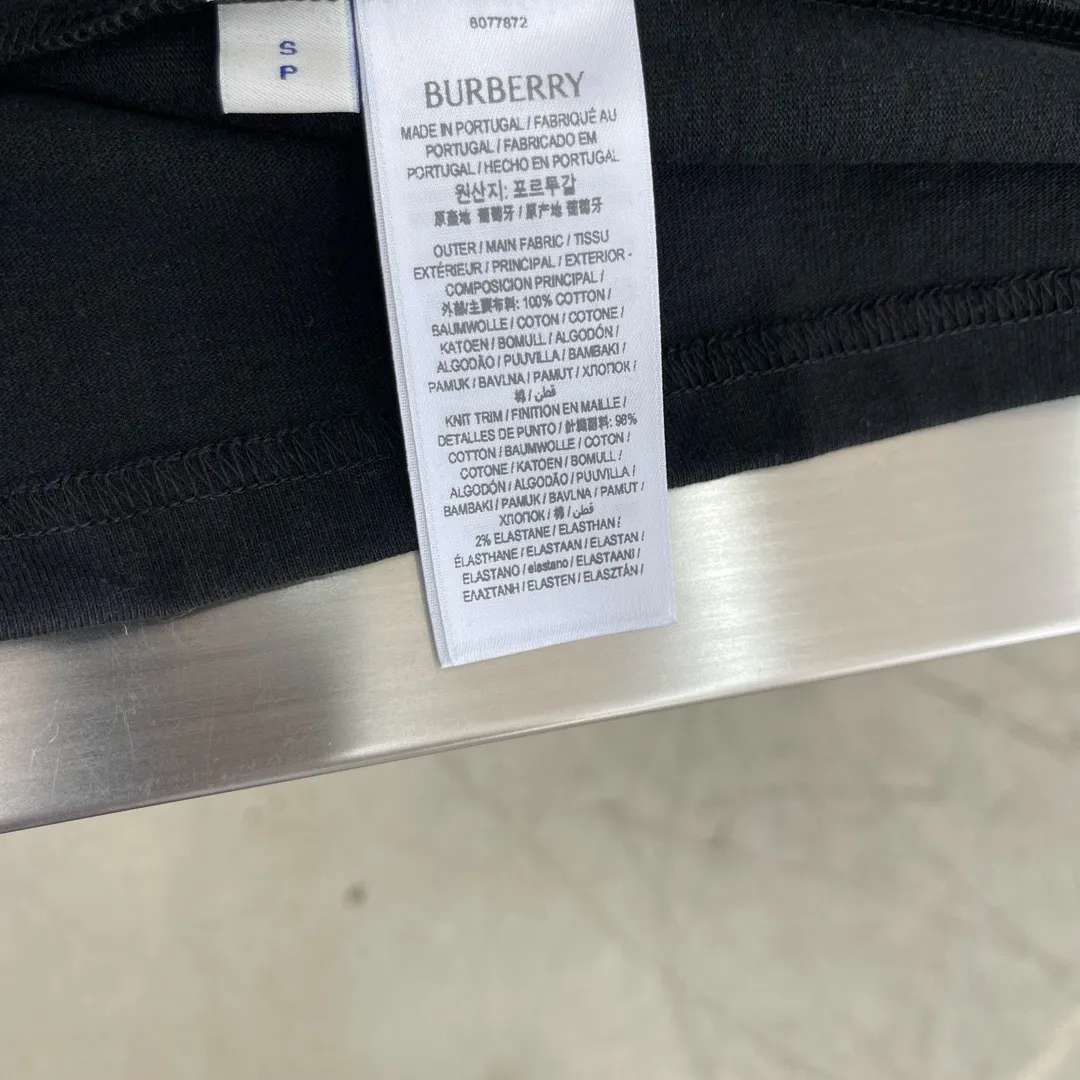 8077872
S
P
BURBERRY
MADE IN PORTUGAL / FABRIQUÉ AU
PORTUGAL / FABRICADO EM
PORTUGAL / HECHO EN PORTUGAL
원산지: 포르투갈
原產地 葡萄牙 / 原产地 葡萄牙
OUTER / MAIN FABRIC / TISSU
EXTÉRIEUR / PRINCIPAL / EXTERIOR -
COMPOSICION PRINCIPAL /
外部/主要布料: 100% COTTON /
BAUMWOLLE / COTON / COTONE /
KATOEN / BOMULL / ALGODÓN /
ALGODÃO / PUUVILLA / BAMBAKI /
PAMUK / BAVLNA / PAMUT / ХЛОПОК /
棉 / قطن
KNIT TRIM / FINITION EN MAILLE /
DETALLES DE PUNTO / 針織副料: 98%
COTTON / BAUMWOLLE / COTON /
COTONE / KATOEN / BOMULL /
ALGODÓN / ALGODÃO / PUUVILLA /
BAMBAKI / PAMUK / BAVLNA / PAMUT /
ХЛОПОК / 棉 / قطن
2% ELASTANE / ELASTHAN /
ÉLASTHANE / ELASTAAN / ELASTAN /
ELASTANO / elastano / ELASTAANI /
ΕΛΑΣΤΑΝΗ / ELASTEN / ELASZTÁN /